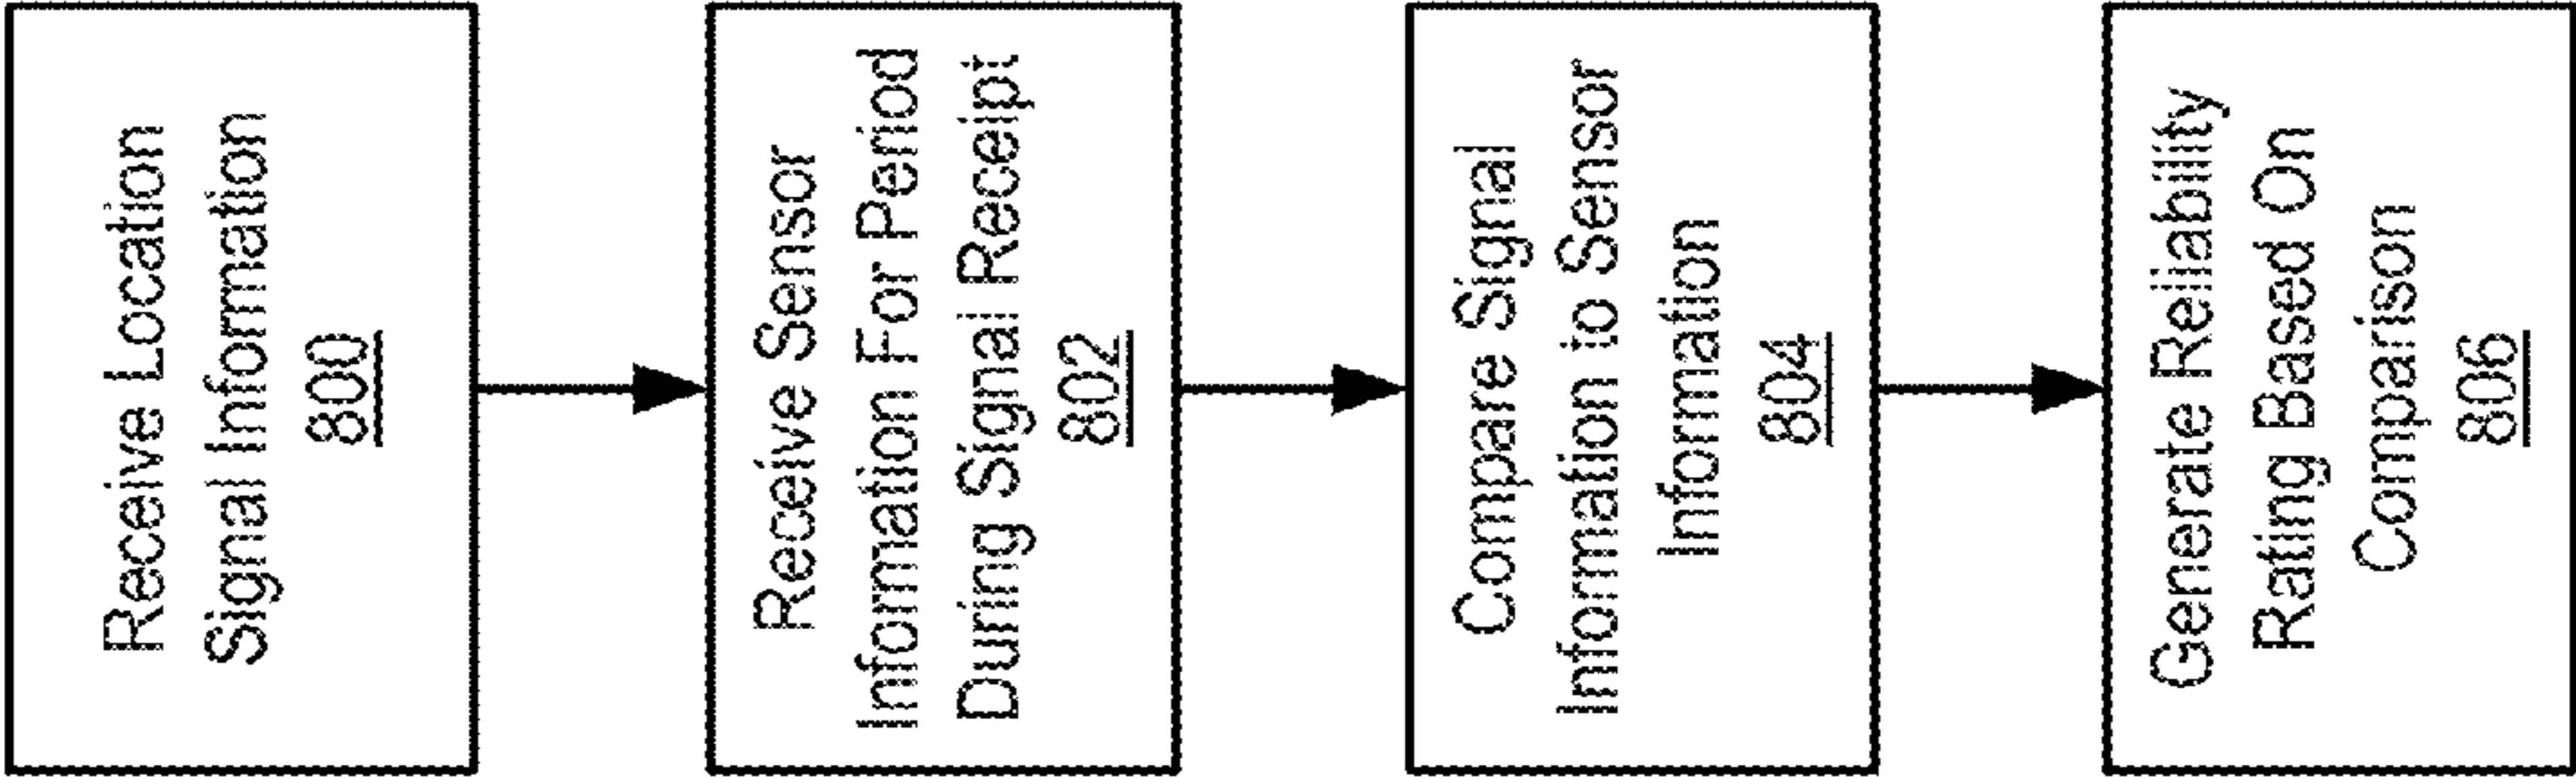 Receive Location
Signal Information
800
Receive Sensor
Information For Period
During Signal Receipt
802
Compare Signal
Information to Sensor
Information
804
Generate Reliability
Rating Based On
Comparison
806